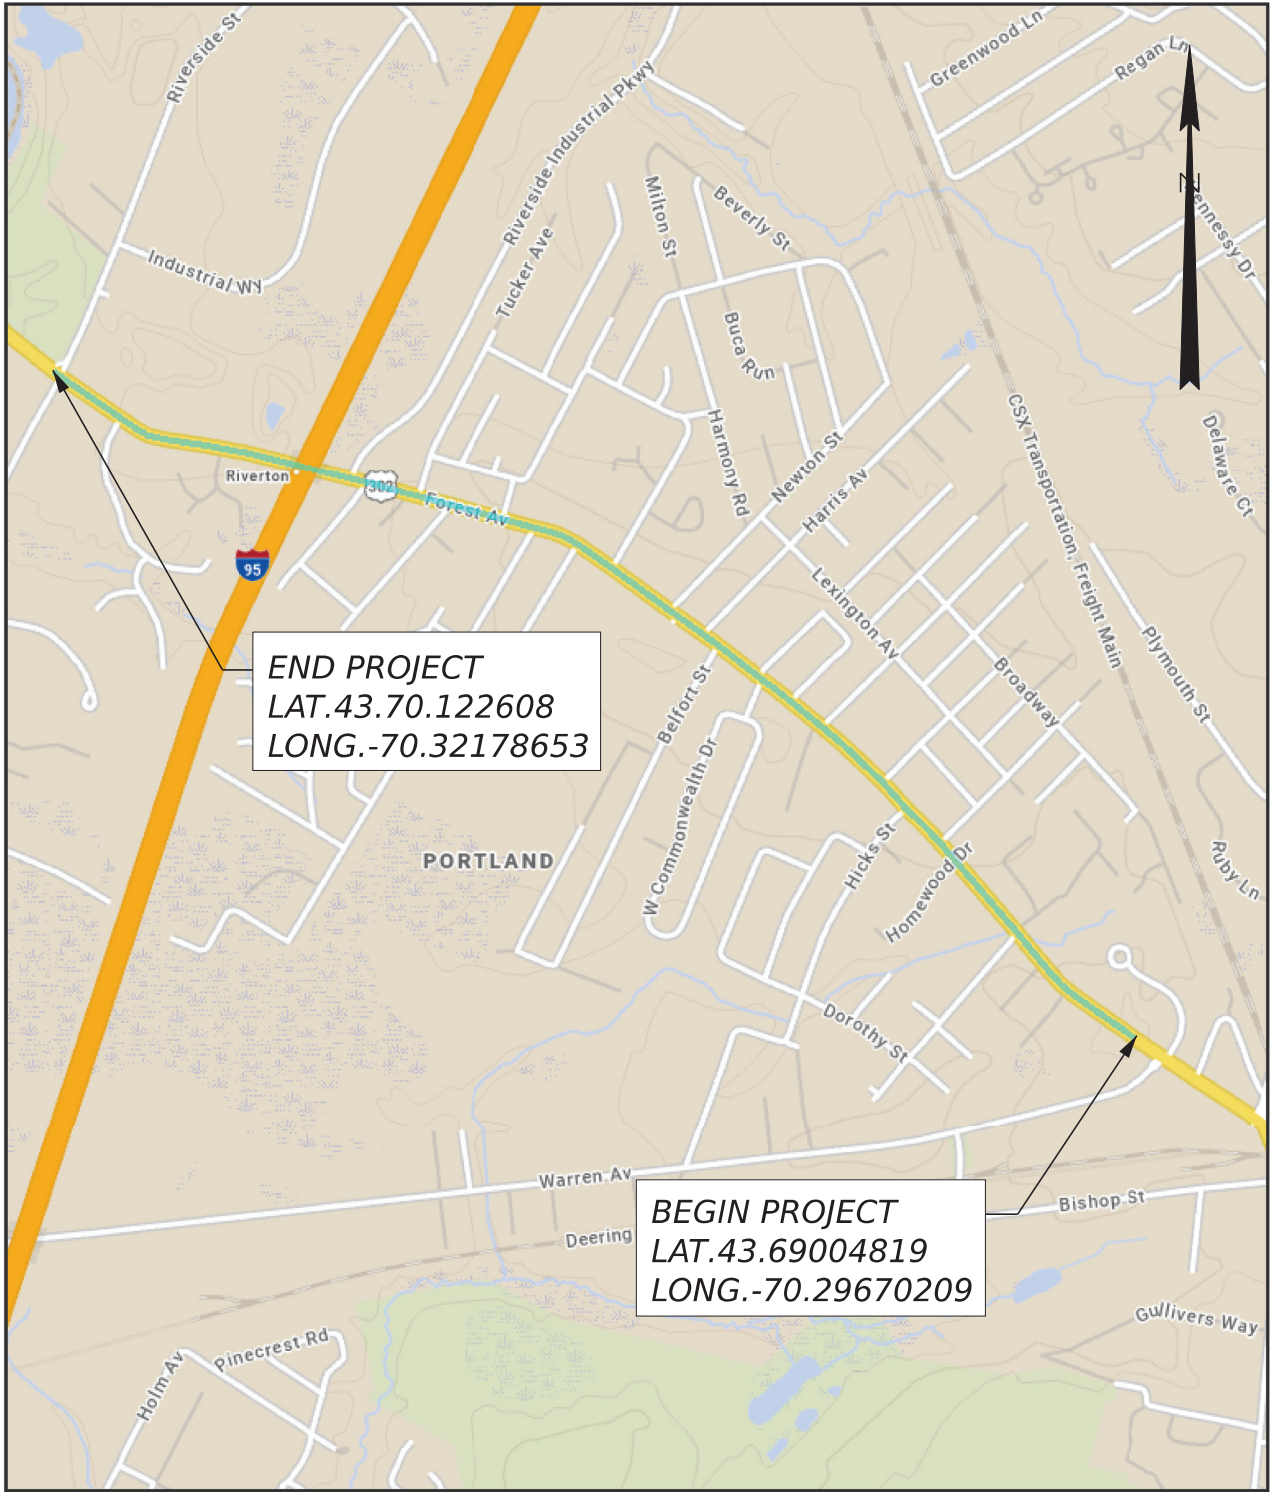 Riverside St
Greenwood Ln
Regan Ln
Riverside Industrial Pkwy
Milton St
Beverly St
N
Hennessy Dr
Industrial Wy
Tucker Ave
Buca Run
CSX Transportation, Freight Main
Harmony Rd
Newton St
Harris Av
Delaware Ct
Riverton
302
Forest Av
95
Lexington Av
Broadway
Plymouth St
END PROJECT
LAT.43.70.122608
LONG.-70.32178653
Belfort St
W Commonwealth Dr
PORTLAND
Hicks St
Homewood Dr
Ruby Ln
Dorothy St
Warren Av
Bishop St
Deering
BEGIN PROJECT
LAT.43.69004819
LONG.-70.29670209
Gullivers Way
Pinecrest Rd
Holm Av